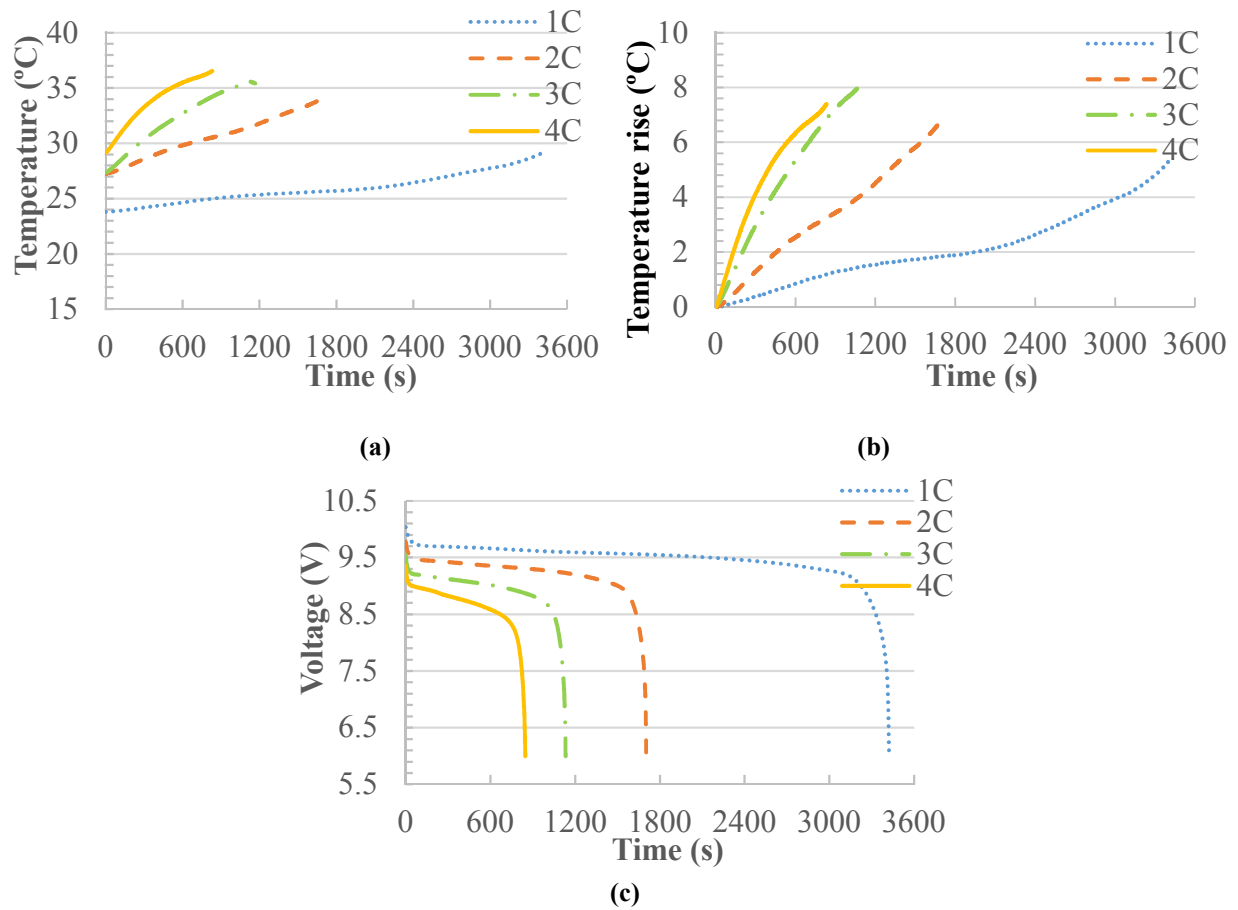 Temperature (ºC)
40
35
30
25
20
15
0 600 1200 1800 2400 3000 3600
Time (s)
1C
2C
3C
4C
(a)
Temperature rise (ºC)
10
8
6
4
2
0
0 600 1200 1800 2400 3000 3600
Time (s)
1C
2C
3C
4C
(b)
Voltage (V)
10.5
9.5
8.5
7.5
6.5
5.5
0 600 1200 1800 2400 3000 3600
Time (s)
1C
2C
3C
4C
(c)